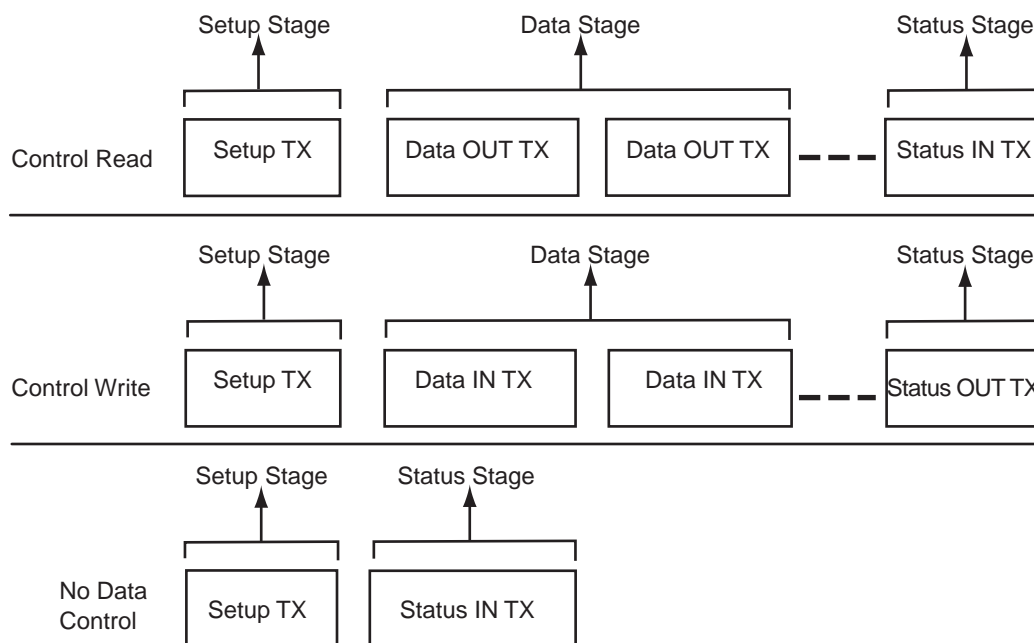 Setup Stage Data Stage Status Stage
Control Read Setup TX Data OUT TX Data OUT TX Status IN TX
Setup Stage Data Stage Status Stage
Control Write Setup TX Data IN TX Data IN TX Status OUT TX
Setup Stage Status Stage
No Data
Control Setup TX Status IN TX